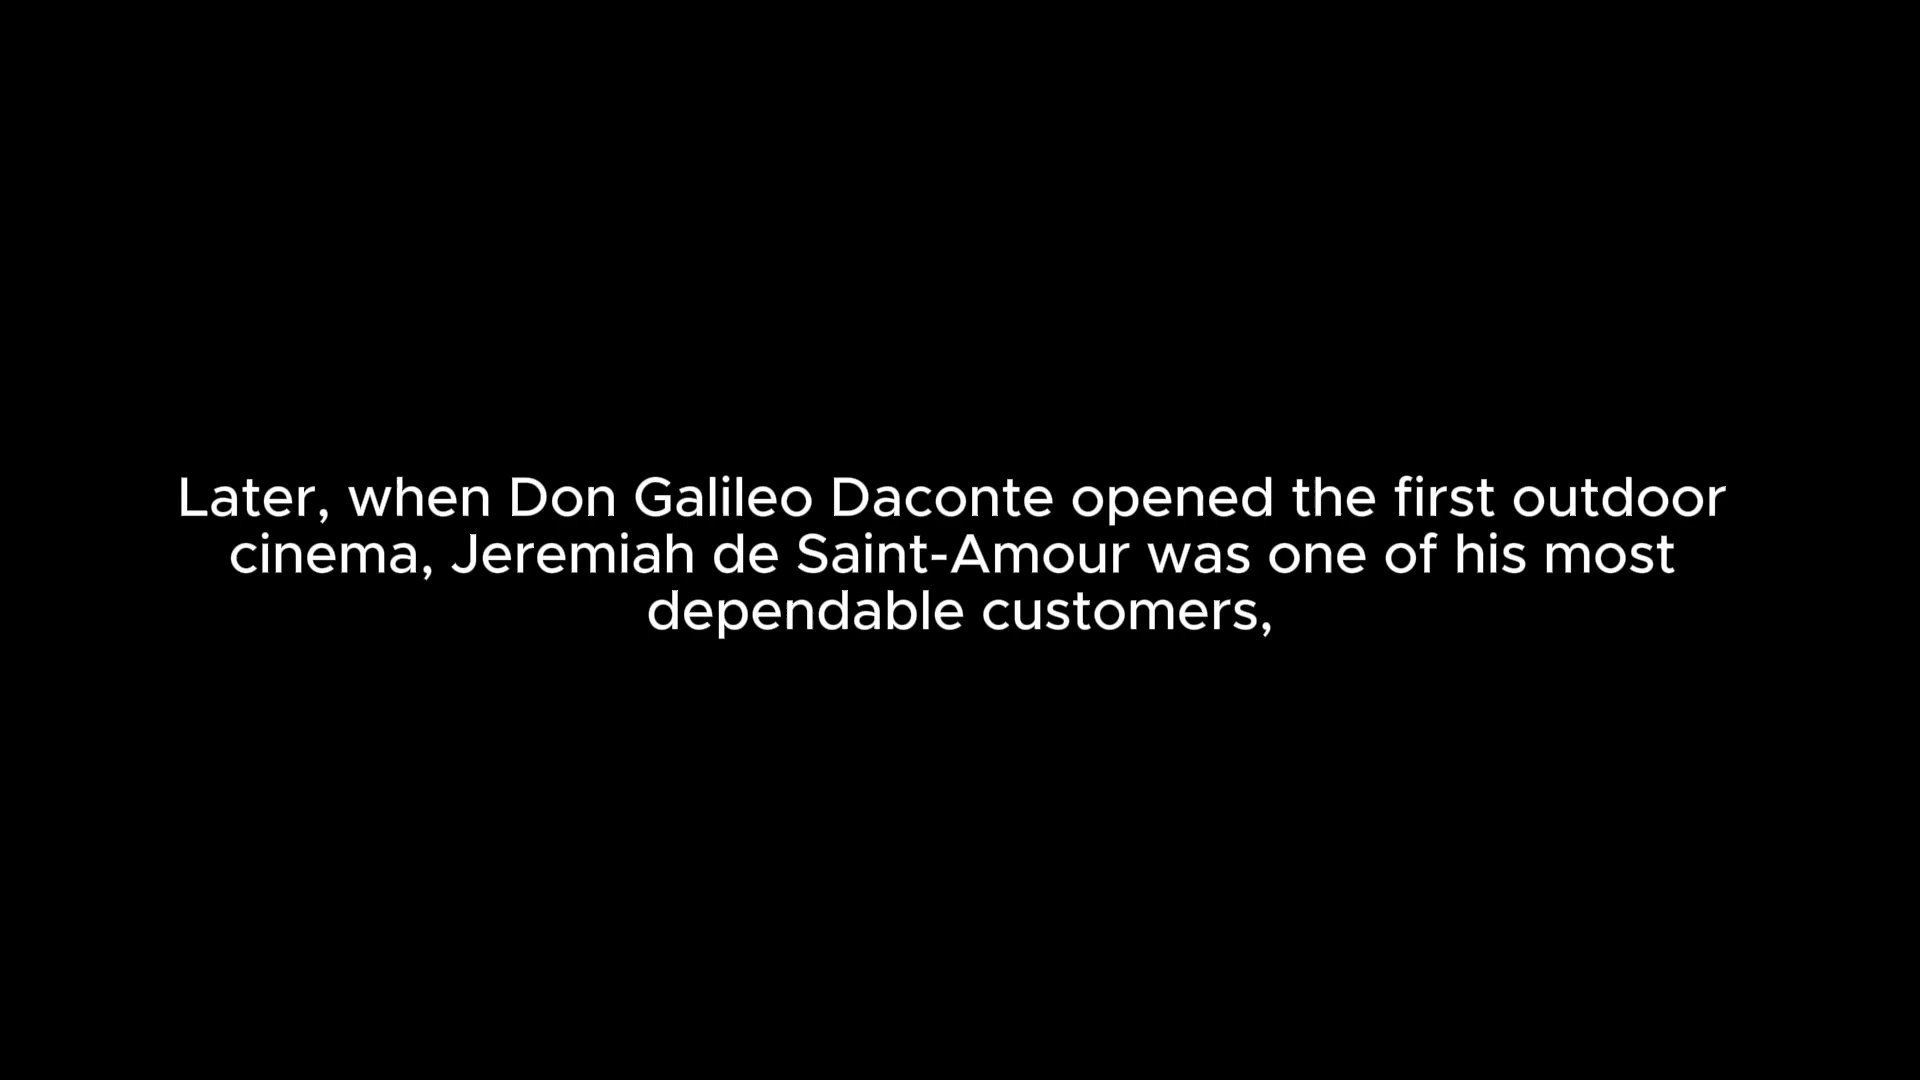 Later, when Don Galileo Daconte opened the first outdoor
cinema, Jeremiah de Saint-Amour was one of his most
dependable customers,